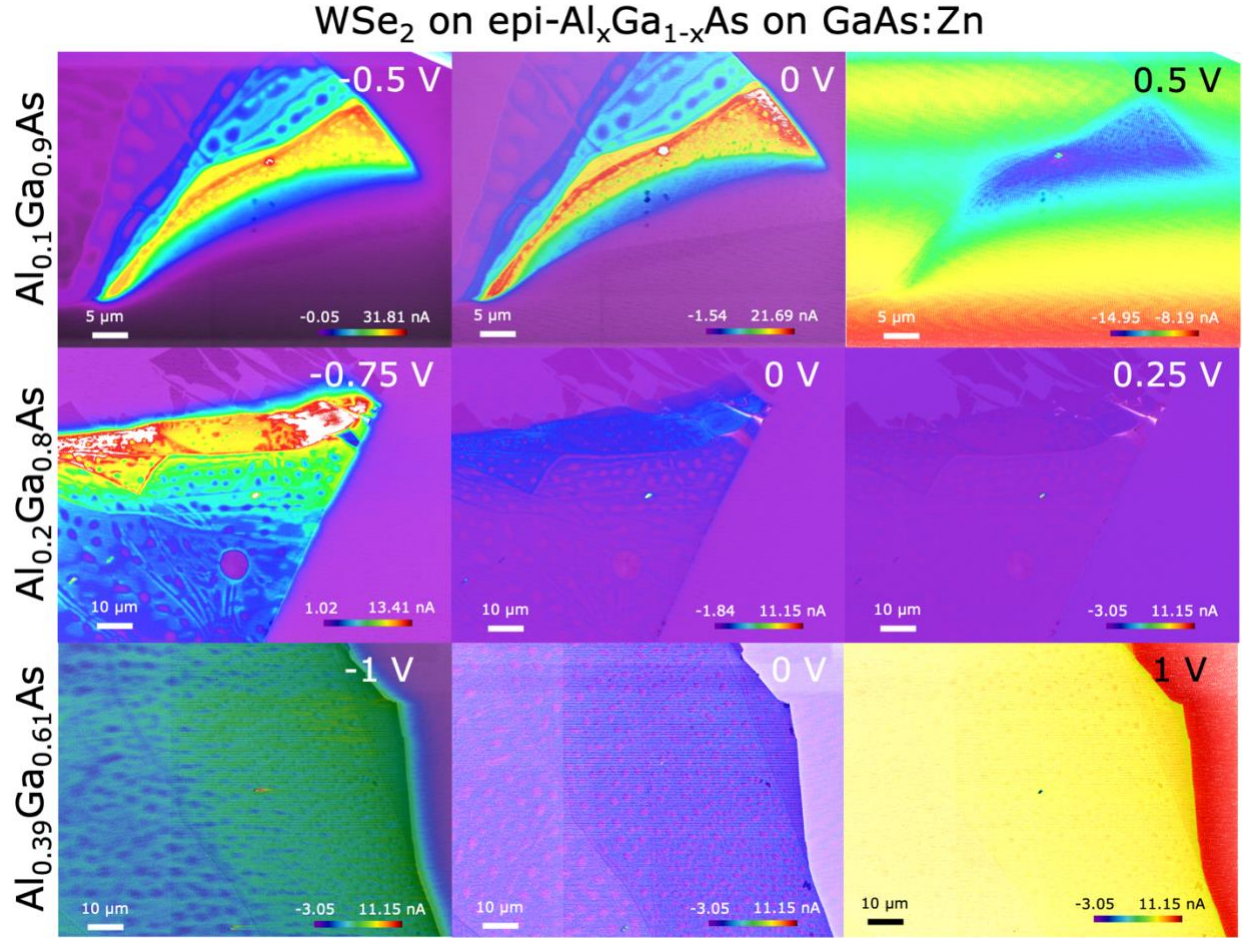 WSe₂ on epi-AlₓGa₁₋ₓAs on GaAs:Zn
Al₀.₁Ga₀.₉As
-0.5 V
5 µm
-0.05 31.81 nA
0 V
5 µm
-1.54 21.69 nA
0.5 V
5 µm
-14.95 -8.19 nA
Al₀.₂Ga₀.₈As
-0.75 V
10 µm
1.02 13.41 nA
0 V
10 µm
-1.84 11.15 nA
0.25 V
10 µm
-3.05 11.15 nA
Al₀.₃₉Ga₀.₆₁As
-1 V
10 µm
-3.05 11.15 nA
0 V
10 µm
-3.05 11.15 nA
1 V
10 µm
-3.05 11.15 nA